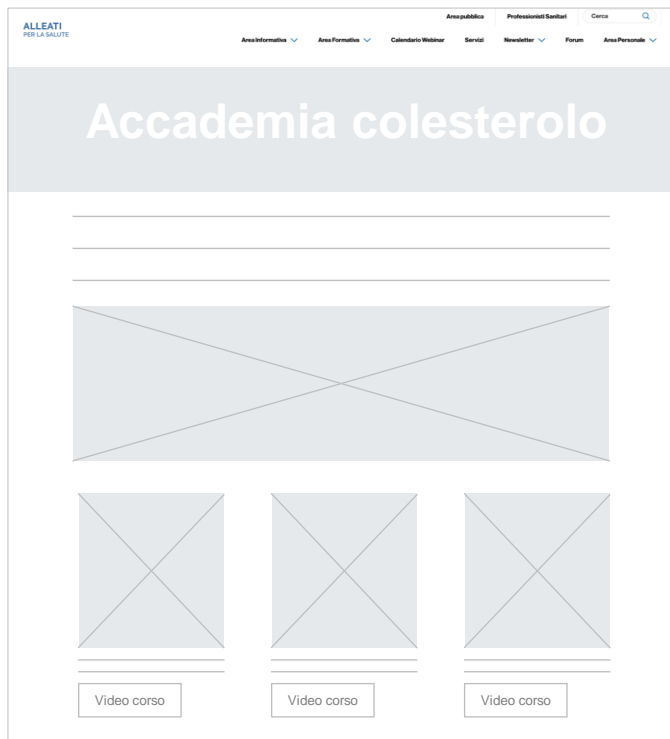 ALLEATI
PER LA SALUTE
Area pubblica Professionisti Sanitari Cerca
Area Informativa Area Formativa Calendario Webinar Servizi Newsletter Forum Area Personale
Accademia colesterolo
Video corso Video corso Video corso